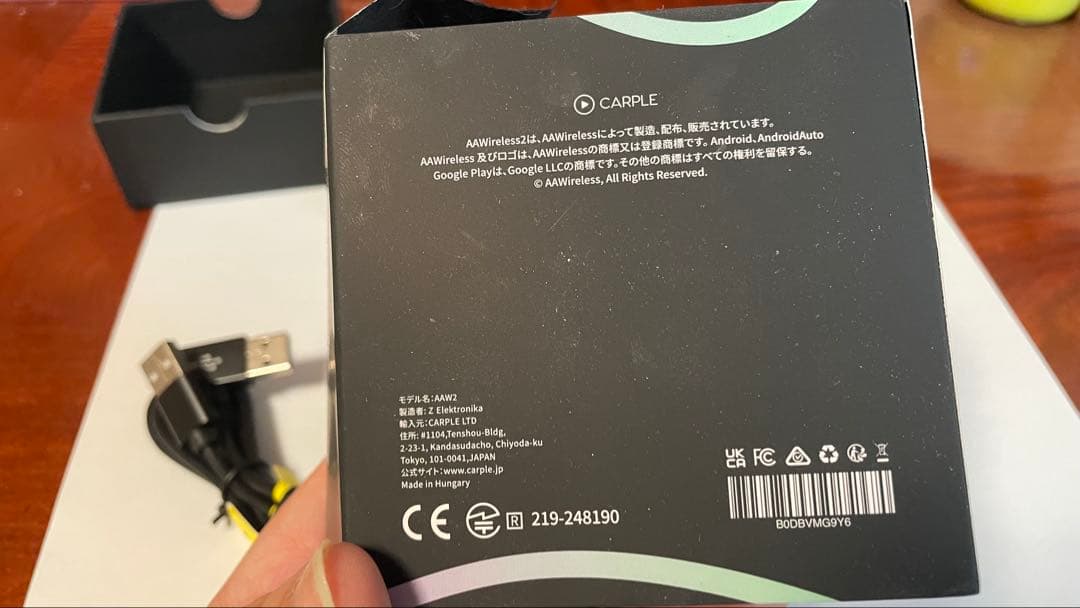 CARPLE
AAWireless2は、AAWirelessによって製造、配布、販売されています。
AAWireless 及びロゴは、AAWirelessの商標又は登録商標です。Android、AndroidAuto
Google Playは、Google LLCの商標です。その他の商標はすべての権利を留保する。
© AAWireless, All Rights Reserved.
モデル名：AAW2
製造者: Z Elektronika
輸入元：CARPLE LTD
住所: #1104,Tenshou-Bldg,
2-23-1, Kandasudacho, Chiyoda-ku
Tokyo, 101-0041,JAPAN
公式サイト：www.carple.jp
Made in Hungary
CE R 219-248190
UK CA FC
B0DBVMG9Y6